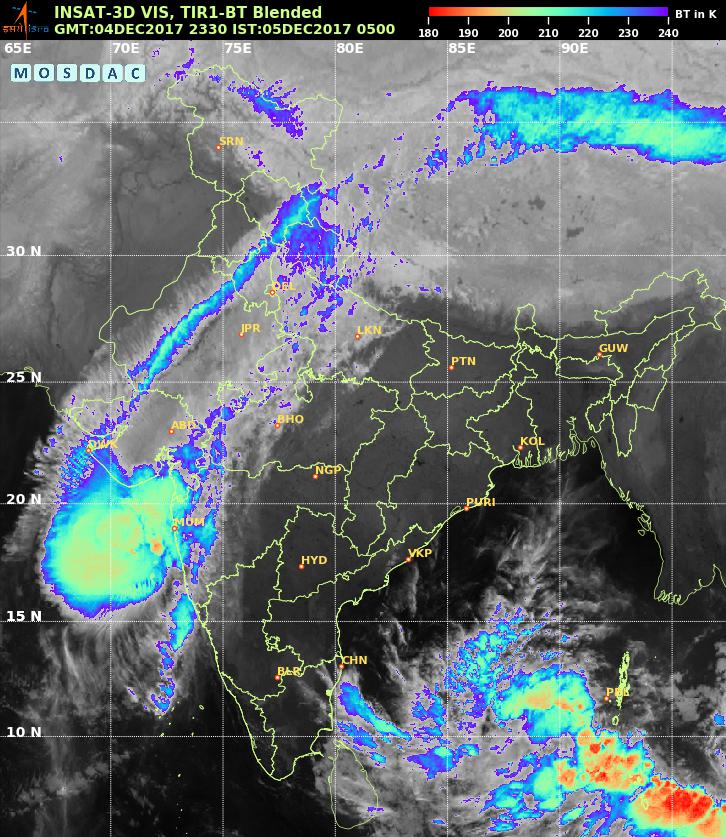 INSAT-3D VIS, TIR1-BT Blended
GMT:04DEC2017 2330 IST:05DEC2017 0500
BT in K
180 190 200 210 220 230 240
65E 70E 75E 80E 85E 90E
MOSDAC
SRN
30 N
DEL
JPR
LKN
GUW
PTN
25 N
ABD
BHO
DWK
KOL
NGP
20 N
PURI
MUM
VKP
HYD
15 N
CHN
BLR
10 N